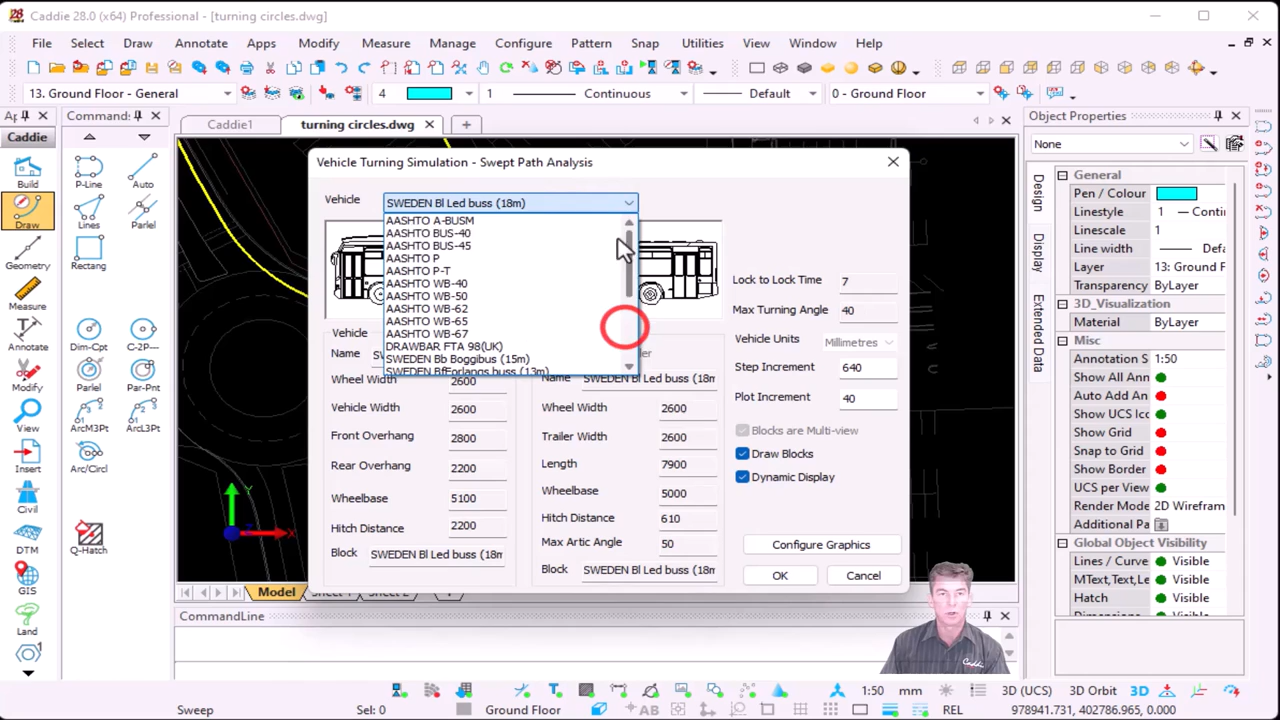 Caddie 28.0 (x64) Professional - [turning circles.dwg]
File Select Draw Annotate Apps Modify Measure Manage Configure Pattern Snap Utilities View Window Help
13. Ground Floor - General 4 1 Continuous Default 0 - Ground Floor
Command: Caddie1 turning circles.dwg Object Properties
Caddie
Build
Draw
Geometry
Measure
Annotate
Modify
View
Insert
Civil
DTM
GIS
Land
P-Line Auto
Lines Parlel
Rectang
Dim-Cpt C-2P---
Parlel Par-Pnt
ArcM3Pt ArcL3Pt
Arc/Circl
Q-Hatch
Vehicle Turning Simulation - Swept Path Analysis
Vehicle SWEDEN Bl Led buss (18m)
AASHTO A-BUSM
AASHTO BUS-40
AASHTO BUS-45
AASHTO P
AASHTO P-T
AASHTO WB-40
AASHTO WB-50
AASHTO WB-62
AASHTO WB-65
AASHTO WB-67
DRAWBAR FTA 98(UK)
SWEDEN Bb Boggibus (15m)
Vehicle
Name
Wheel Width 2600
Vehicle Width 2600
Front Overhang 2800
Rear Overhang 2200
Wheelbase 5100
Hitch Distance 2200
Block SWEDEN Bl Led buss (18m
Name SWEDEN Bl Led buss (18m
Wheel Width 2600
Trailer Width 2600
Length 7900
Wheelbase 5000
Hitch Distance 610
Max Artic Angle 50
Block SWEDEN Bl Led buss (18m
Lock to Lock Time 7
Max Turning Angle 40
Vehicle Units Millimetres
Step Increment 640
Plot Increment 40
Blocks are Multi-view
Draw Blocks
Dynamic Display
Configure Graphics
OK Cancel
None
Design
Display
Extended Data
General
Pen / Colour
Linestyle 1 Contin
Linescale 1
Line width Defa
Layer 13: Ground F
Transparency ByLayer
3D_Visualization
Material ByLayer
Misc
Annotation S 1:50
Show All Ann
Auto Add An
Show UCS Ico
Show Grid
Snap to Grid
Show Border
UCS per View
Render Mode 2D Wirefram
Additional Pa
Global Object Visibility
Lines / Curve Visible
MText,Text,Le Visible
Hatch Visible
Y
X
Z
Model
CommandLine
Caddie
1:50 mm 3D (UCS) 3D Orbit 3D
Sweep Sel: 0 Ground Floor AB REL 978941.731, 402786.965, 0.000